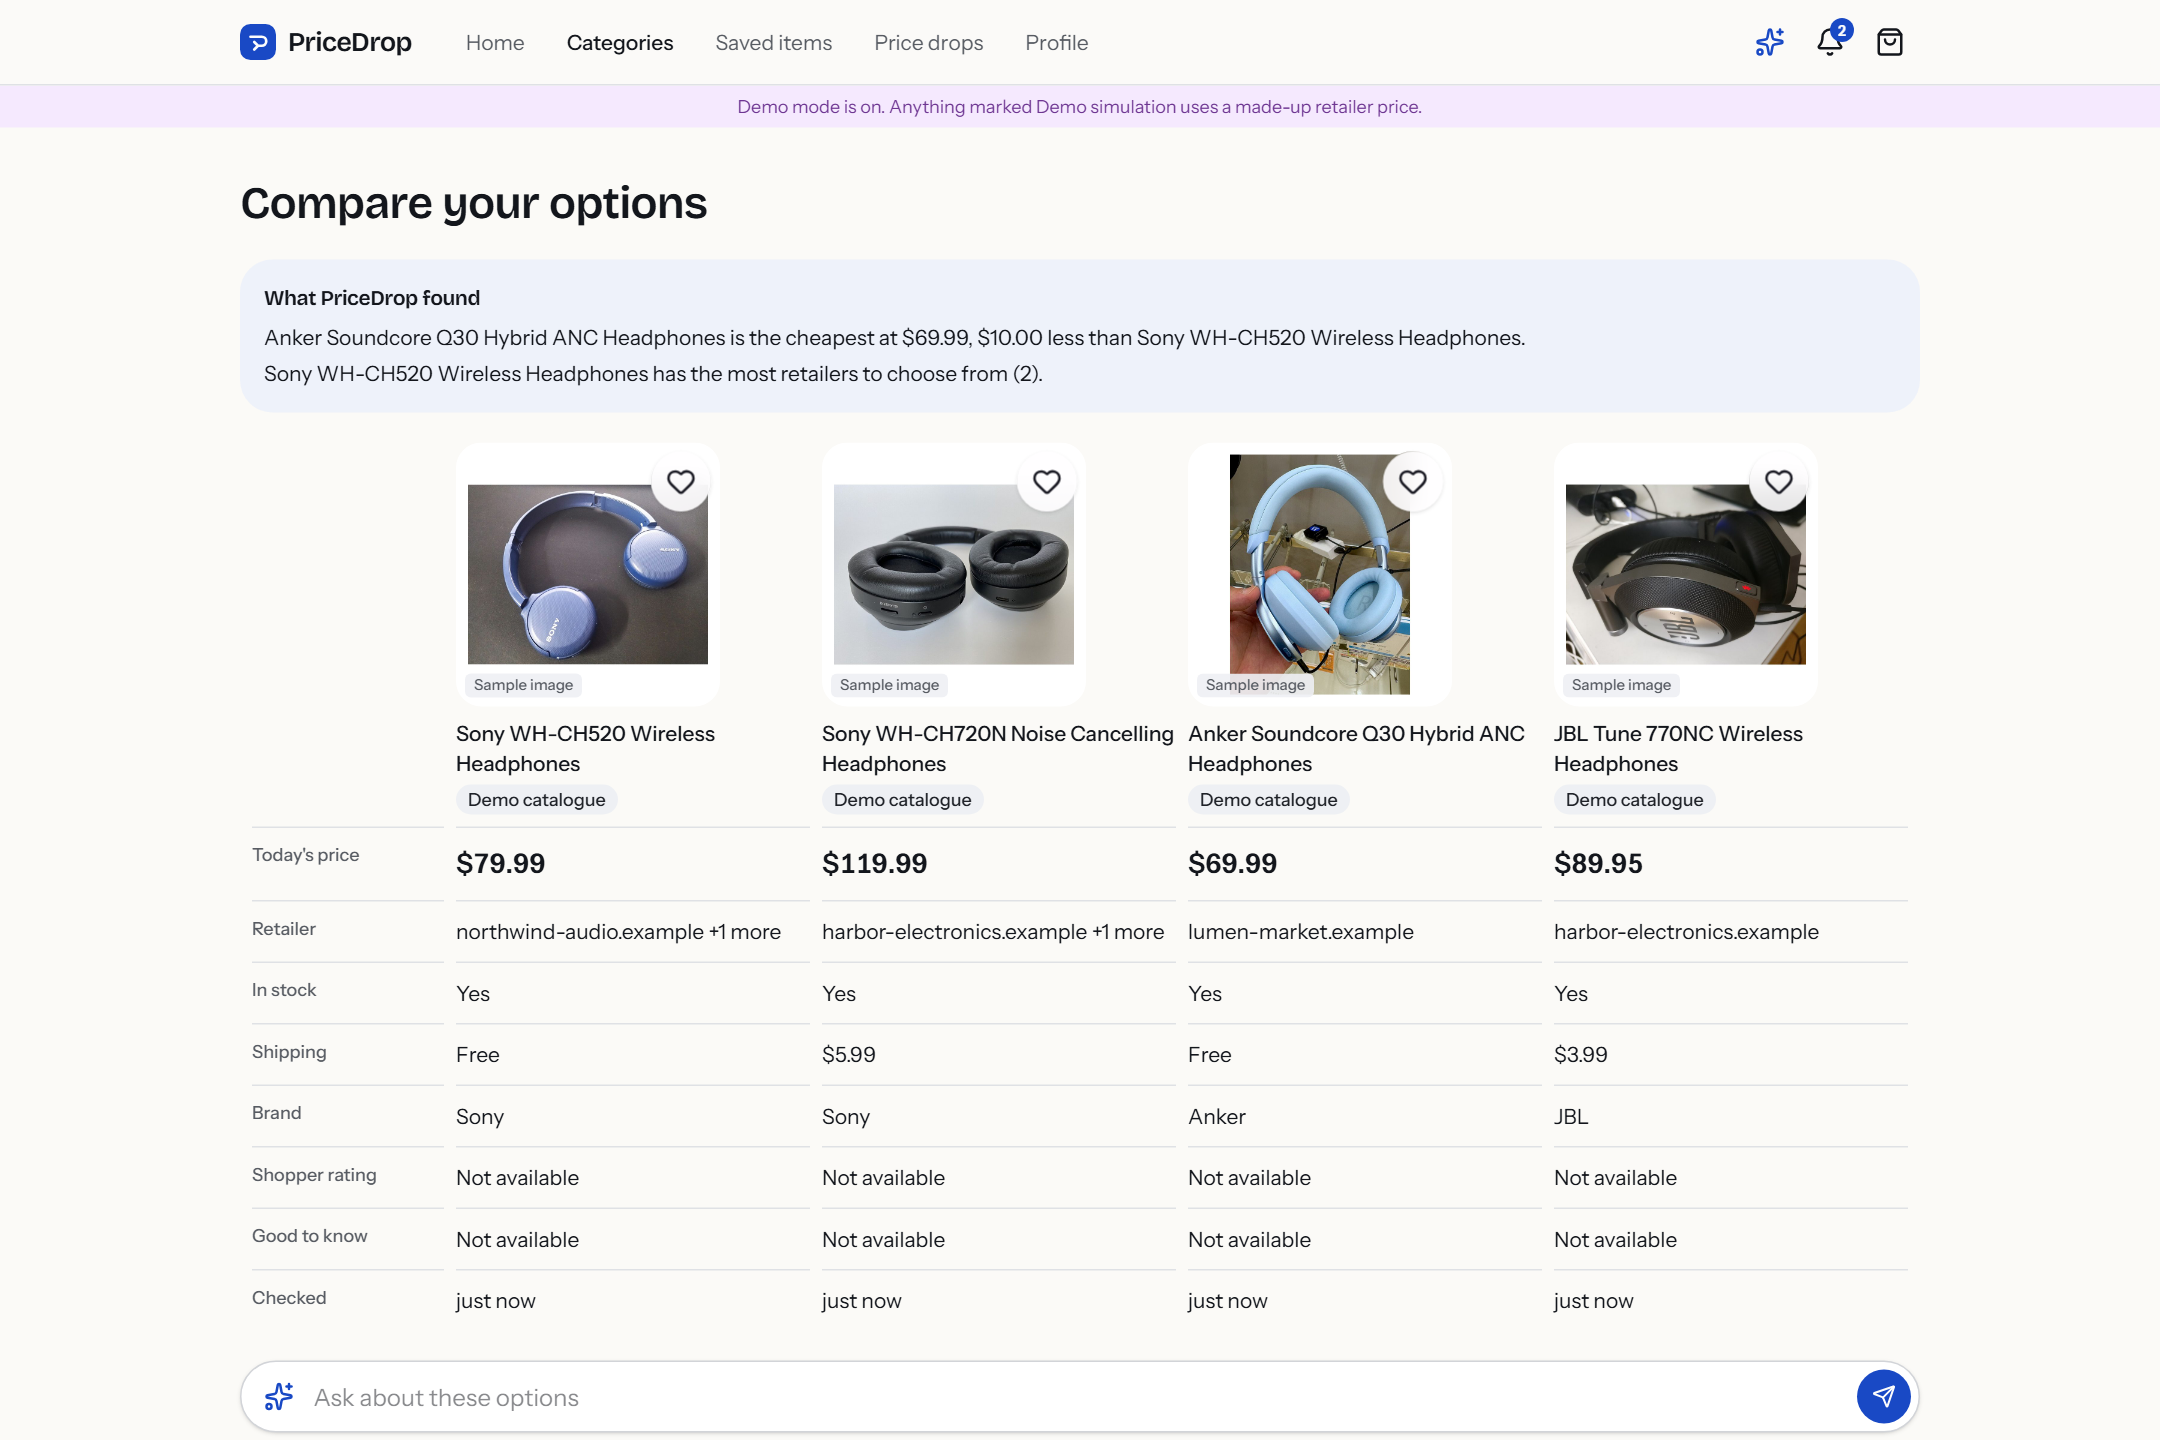 PriceDrop
Home
Categories
Saved items
Price drops
Profile
2
Demo mode is on. Anything marked Demo simulation uses a made-up retailer price.
Compare your options
What PriceDrop found
Anker Soundcore Q30 Hybrid ANC Headphones is the cheapest at $69.99, $10.00 less than Sony WH-CH520 Wireless Headphones.
Sony WH-CH520 Wireless Headphones has the most retailers to choose from (2).
SONY
SONY
JBL
Sample image
Sample image
Sample image
Sample image
Sony WH-CH520 Wireless
Headphones
Sony WH-CH720N Noise Cancelling
Headphones
Anker Soundcore Q30 Hybrid ANC
Headphones
JBL Tune 770NC Wireless
Headphones
Demo catalogue
Demo catalogue
Demo catalogue
Demo catalogue
Today's price
$79.99
$119.99
$69.99
$89.95
Retailer
northwind-audio.example +1 more
harbor-electronics.example +1 more
lumen-market.example
harbor-electronics.example
In stock
Yes
Yes
Yes
Yes
Shipping
Free
$5.99
Free
$3.99
Brand
Sony
Sony
Anker
JBL
Shopper rating
Not available
Not available
Not available
Not available
Good to know
Not available
Not available
Not available
Not available
Checked
just now
just now
just now
just now
Ask about these options